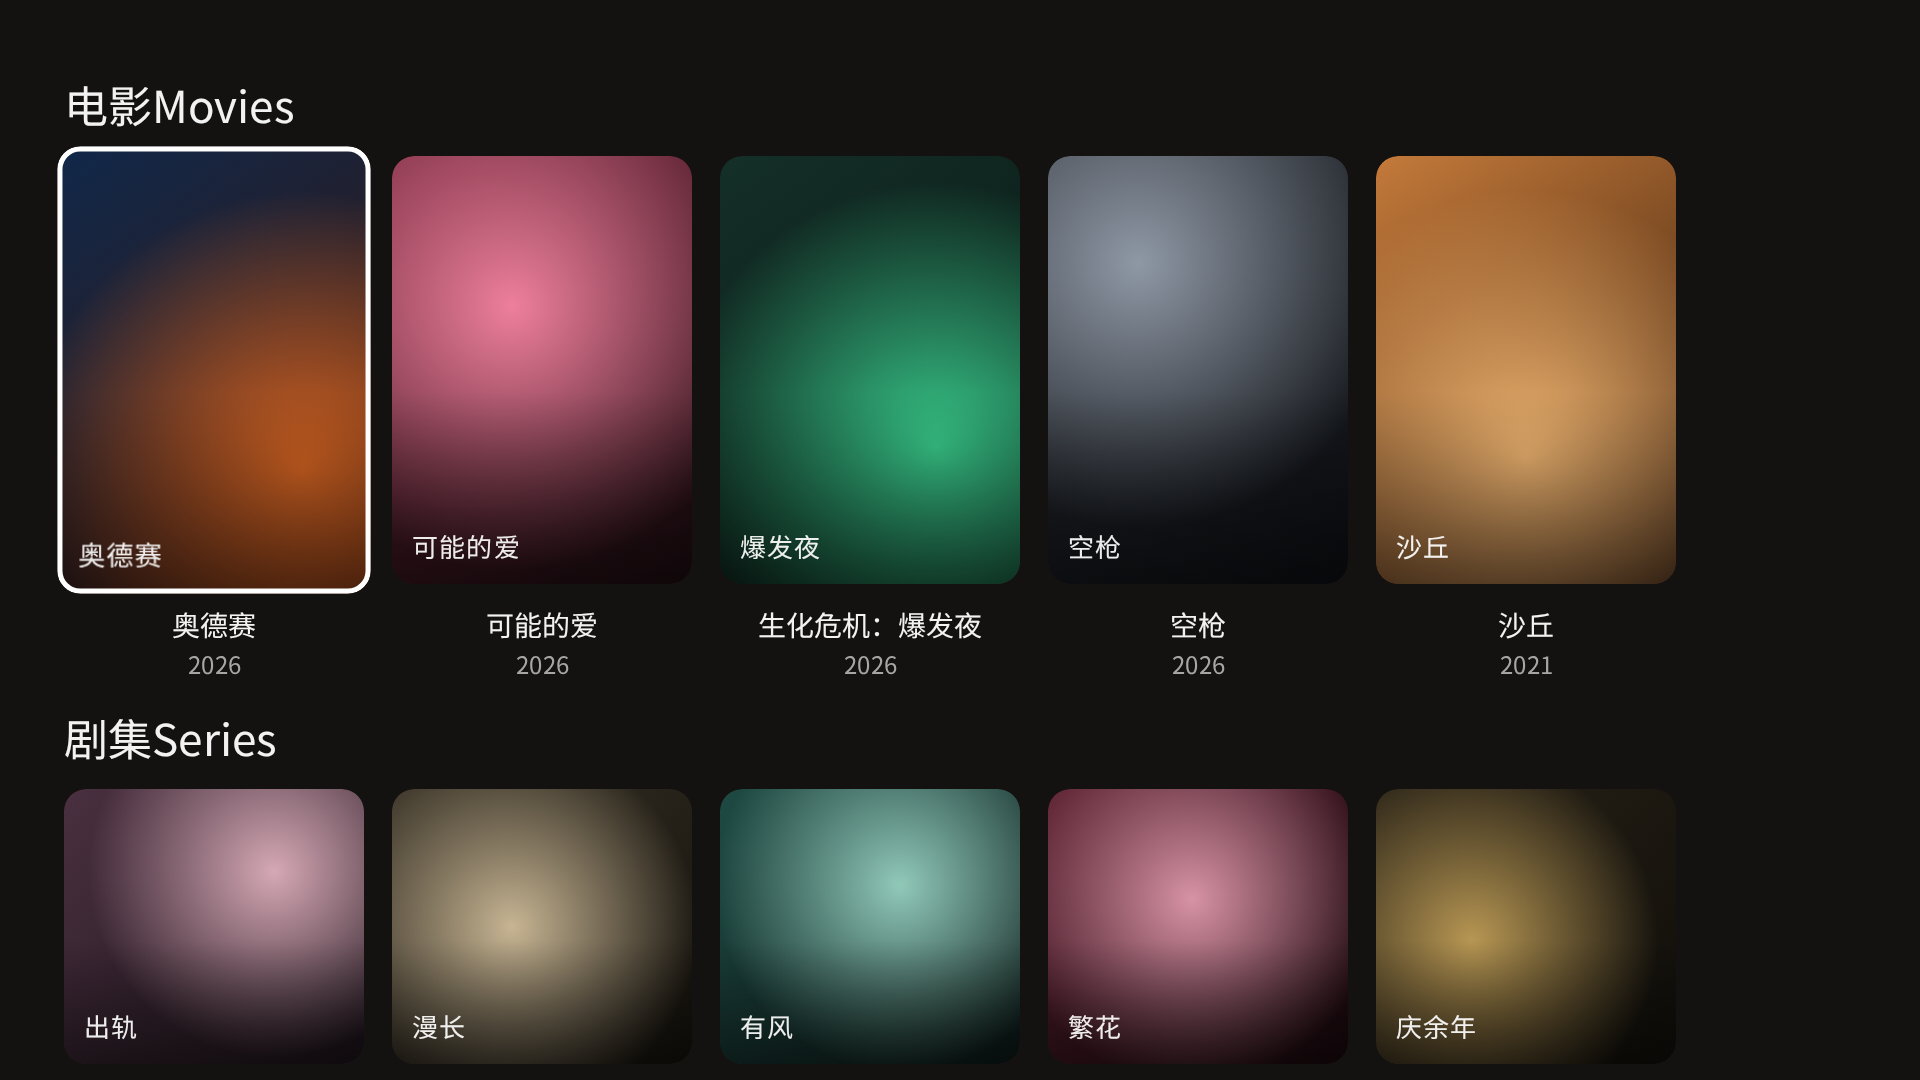 电影Movies
奥德赛
可能的爱
爆发夜
空枪
沙丘
奥德赛
可能的爱
生化危机：爆发夜
空枪
沙丘
2026
2026
2026
2026
2021
剧集Series
出轨
漫长
有风
繁花
庆余年